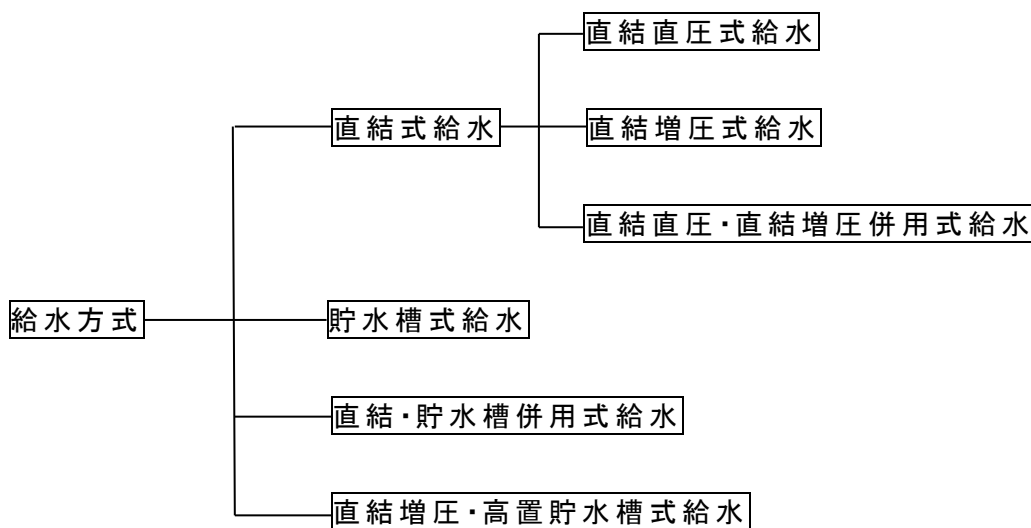 直結直圧式給水
直結式給水
直結増圧式給水
直結直圧・直結増圧併用式給水
給水方式
貯水槽式給水
直結・貯水槽併用式給水
直結増圧・高置貯水槽式給水